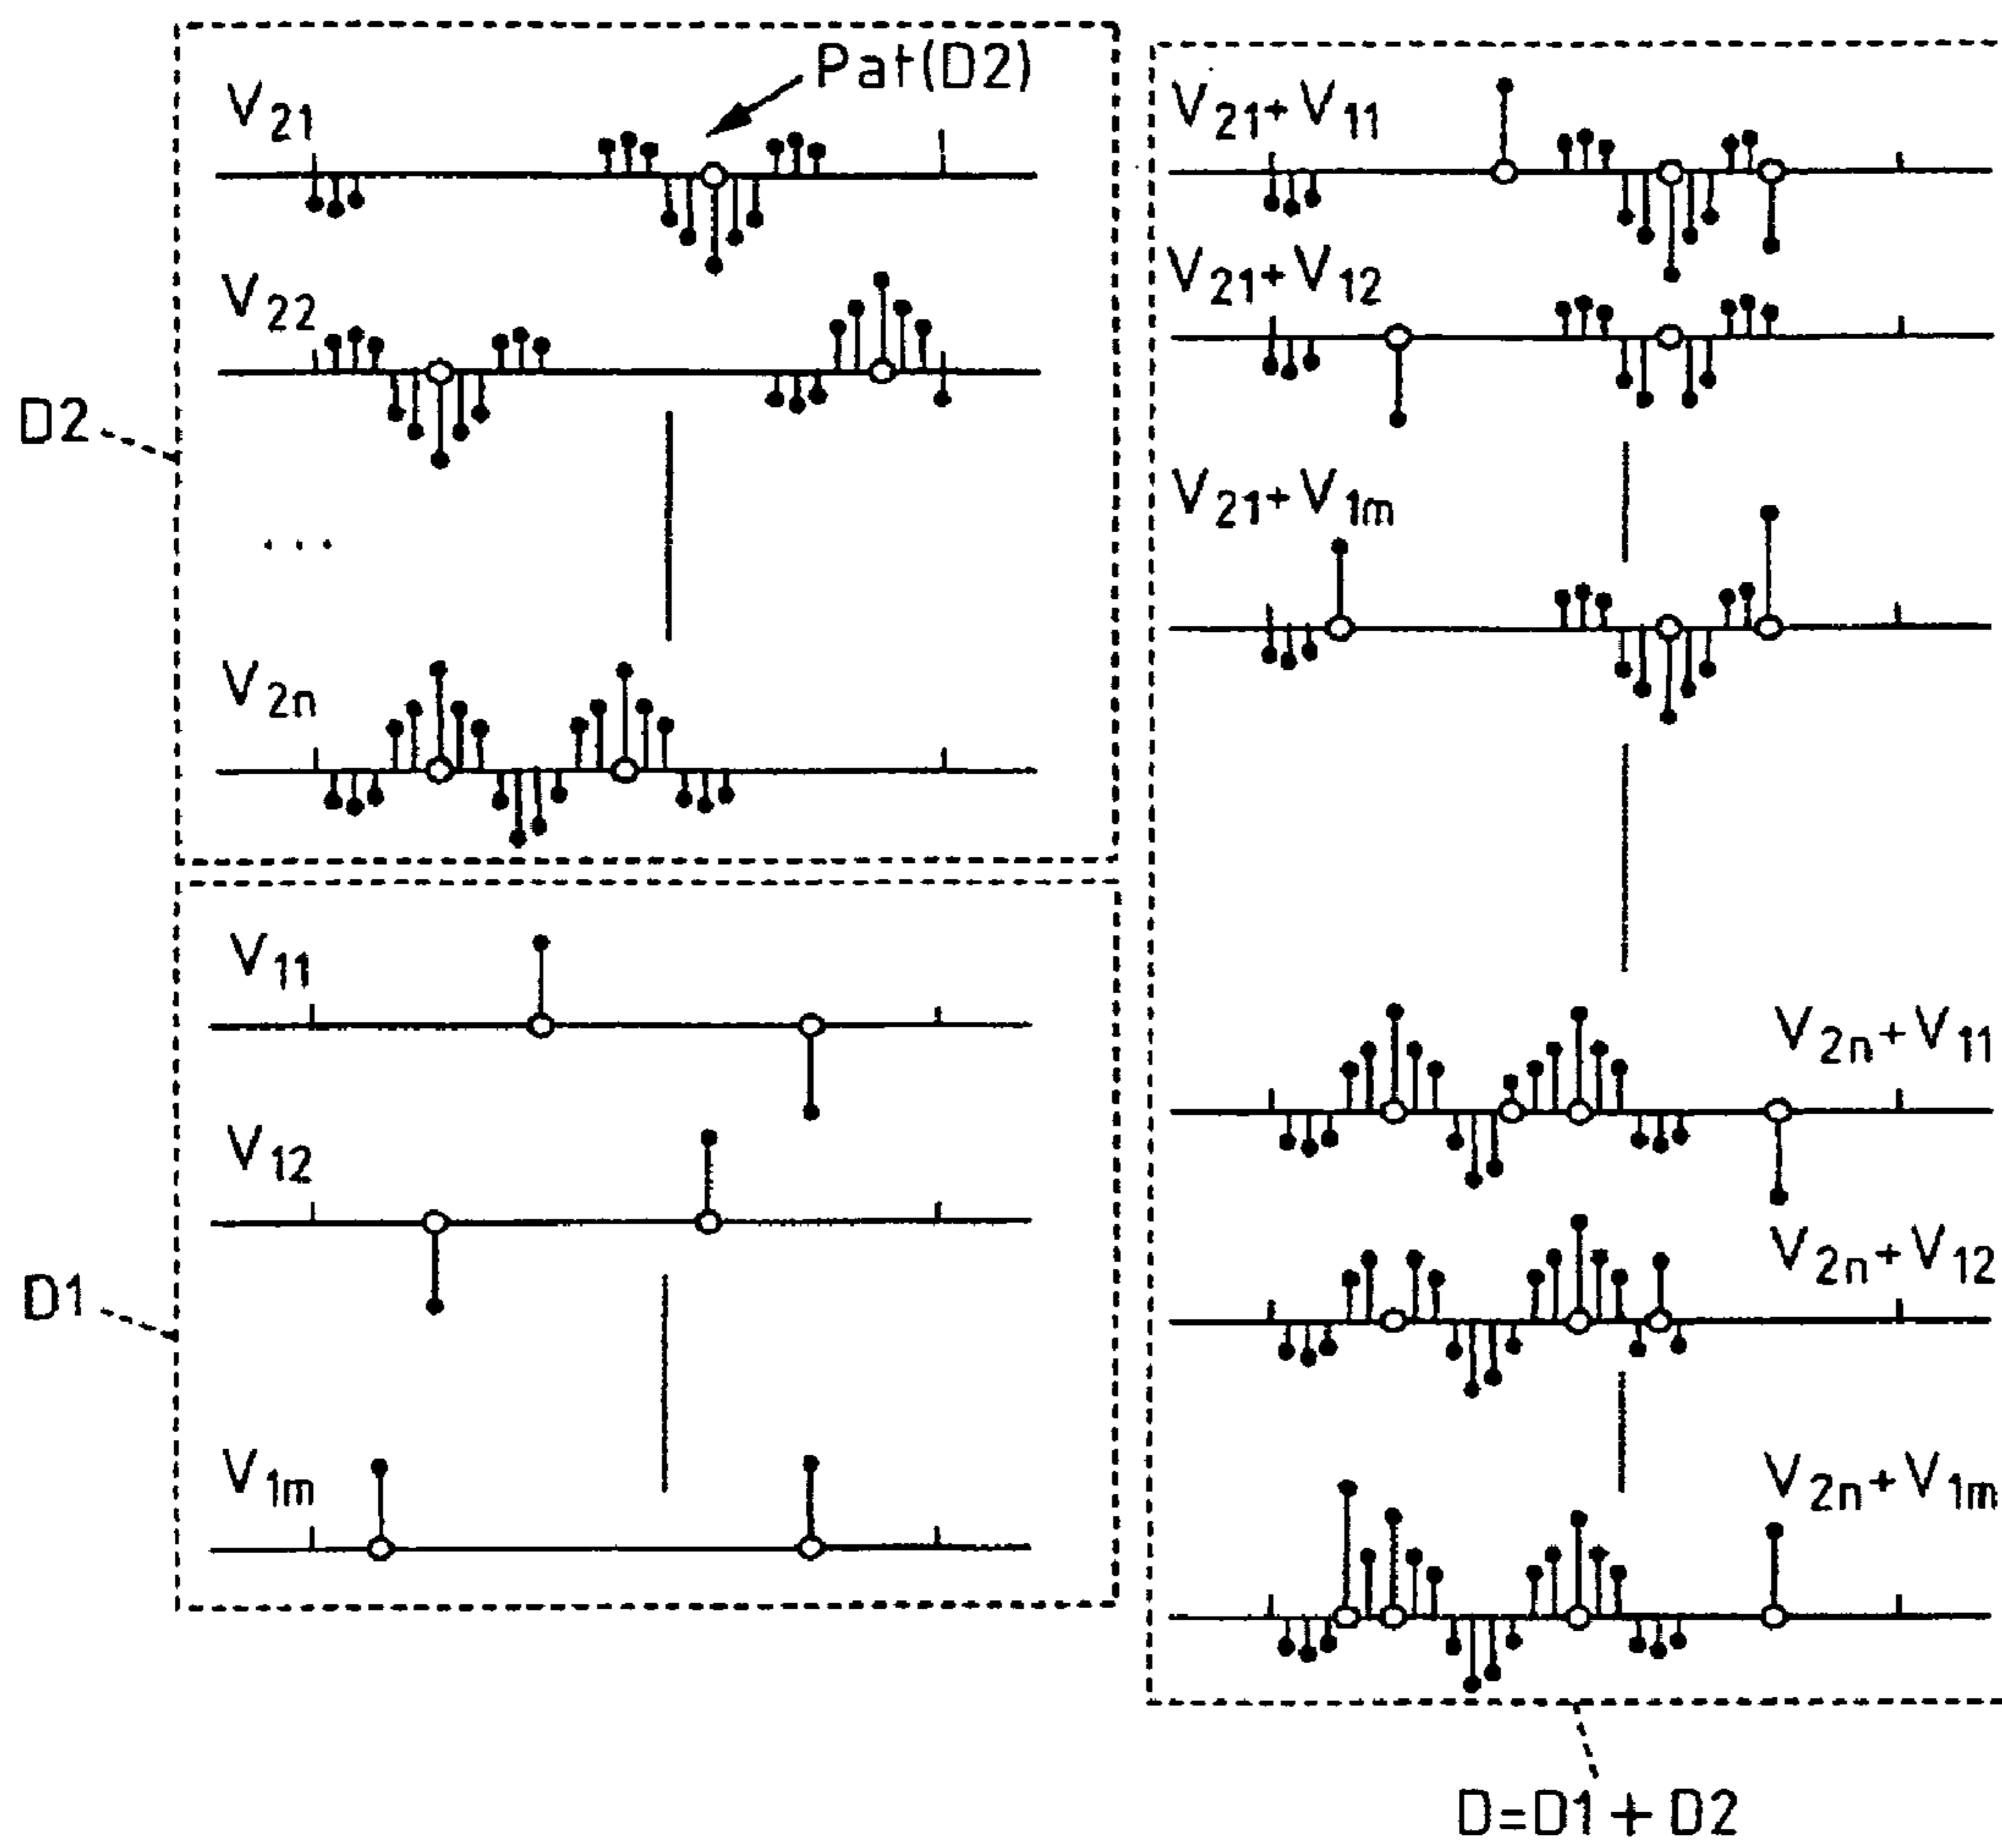 Pat(D2)
V21
V22
D2
...
V2n
V11
V12
D1
V1m
V21+V11
V21+V12
V21+V1m
V2n+V11
V2n+V12
V2n+V1m
D=D1+D2